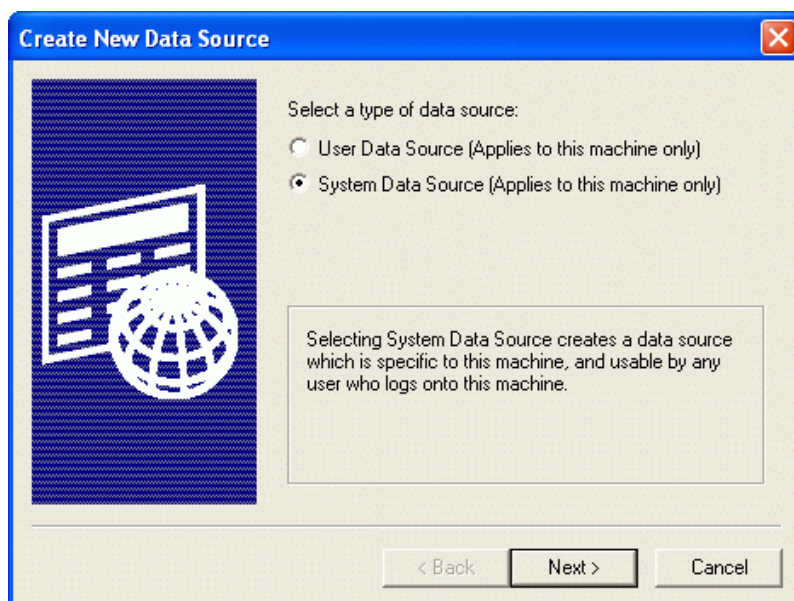 Create New Data Source
Select a type of data source:
User Data Source (Applies to this machine only)
System Data Source (Applies to this machine only)
Selecting System Data Source creates a data source
which is specific to this machine, and usable by any
user who logs onto this machine.
< Back
Next >
Cancel